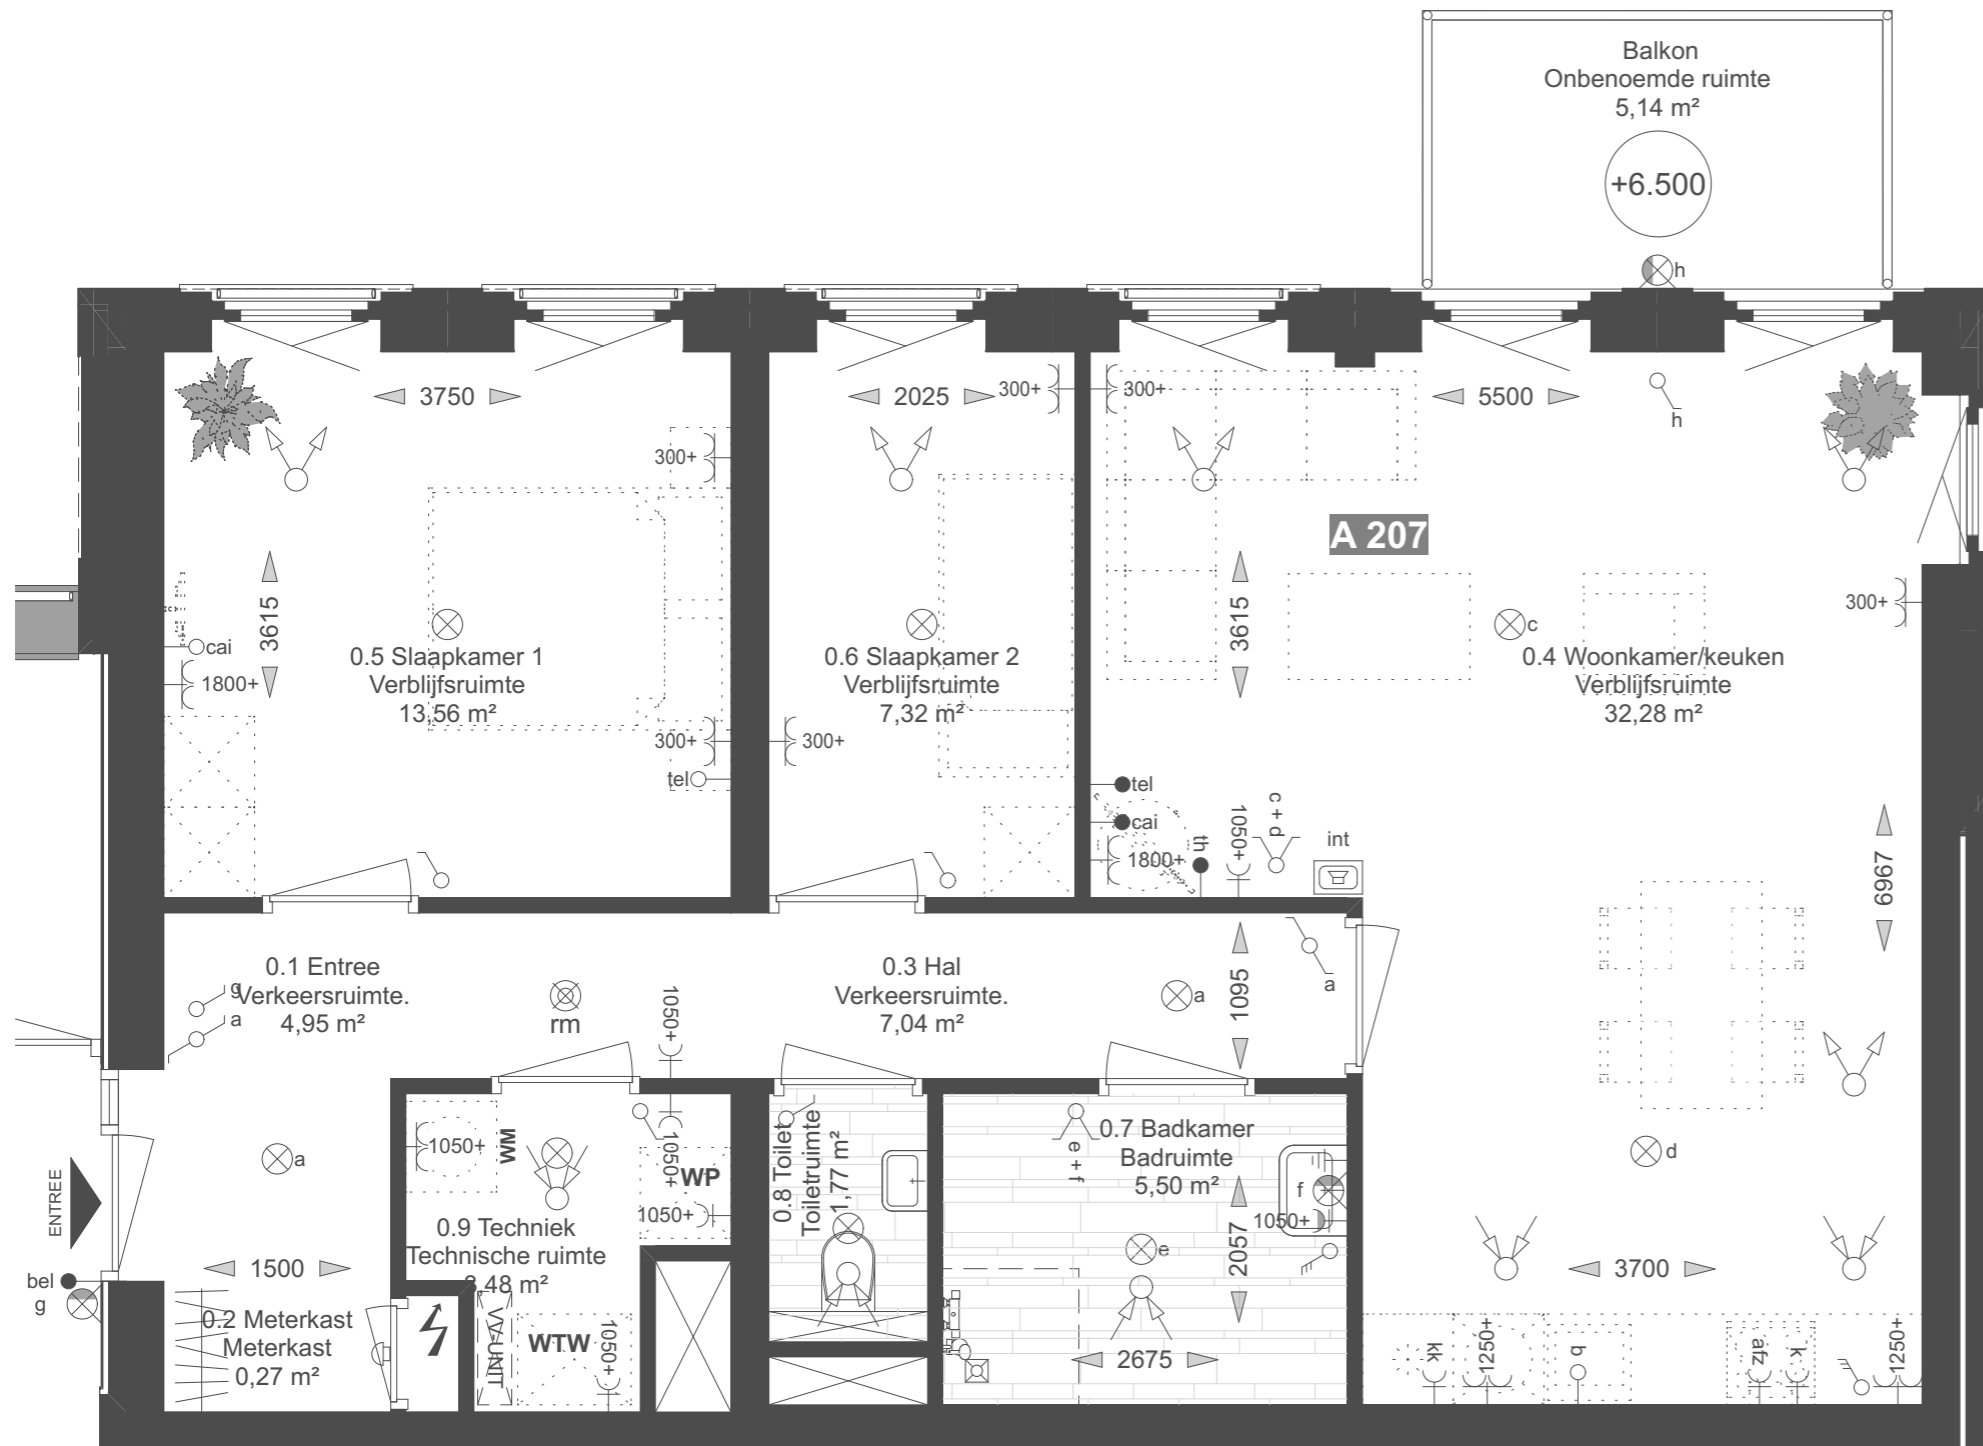 Balkon
Onbenoemde ruimte
5,14 m²
+6.500
h
3750
2025
300+
300+
5500
h
300+
A 207
3615
3615
c
300+
cai
1800+
0.5 Slaapkamer 1
Verblijfsruimte
13,56 m²
0.6 Slaapkamer 2
Verblijfsruimte
7,32 m²
0.4 Woonkamer/keuken
Verblijfsruimte
32,28 m²
300+
300+
tel
tel
cai
1800+
th
1050+
c + d
int
6967
0.1 Entree
Verkeersruimte.
4,95 m²
g
a
rm
1050+
0.3 Hal
Verkeersruimte.
7,04 m²
a
1095
a
a
ENTREE
bel
g
1500
1050+
WM
1050+
WP
1050+
0.9 Techniek
Technische ruimte
3,48 m²
0.8 Toilet
Toiletruimte
1,77 m²
e + f
0.7 Badkamer
Badruimte
5,50 m²
f
1050+
e
2057
2675
d
3700
0.2 Meterkast
Meterkast
0,27 m²
VV-UNIT
WTW
1050+
kk
1250+
b
afz
k
1250+